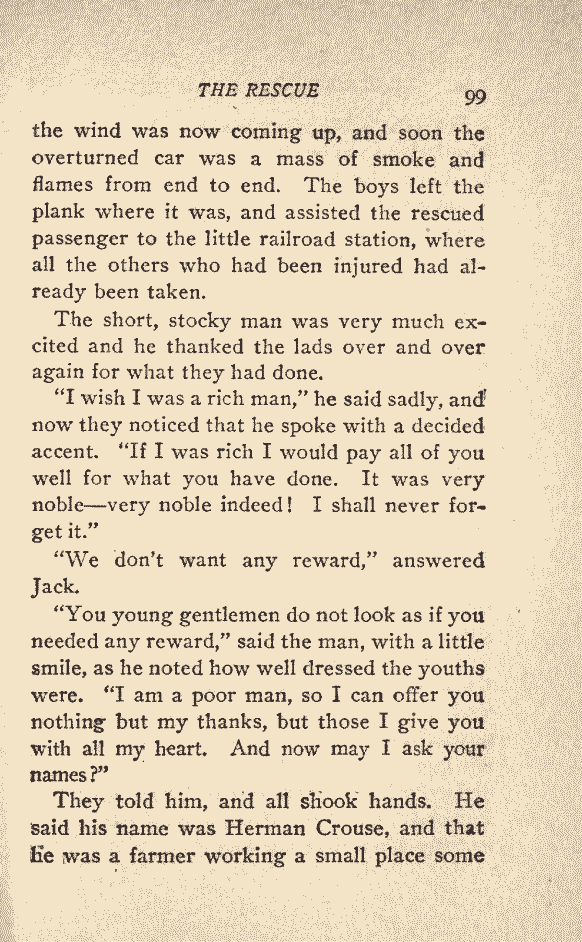 THE RESCUE 99
the wind was now coming up, and soon the
overturned car was a mass of smoke and
flames from end to end. The boys left the
plank where it was, and assisted the rescued
passenger to the little railroad station, where
all the others who had been injured had al-
ready been taken.
The short, stocky man was very much ex-
cited and he thanked the lads over and over
again for what they had done.
“I wish I was a rich man,” he said sadly, and
now they noticed that he spoke with a decided
accent. “If I was rich I would pay all of you
well for what you have done. It was very
noble—very noble indeed! I shall never for-
get it.”
“We don't want any reward,” answered
Jack.
“You young gentlemen do not look as if you
needed any reward,” said the man, with a little
smile, as he noted how well dressed the youths
were. “I am a poor man, so I can offer you
nothing but my thanks, but those I give you
with all my heart. And now may I ask your
names?”
They told him, and all shook hands. He
said his name was Herman Crouse, and that
he was a farmer working a small place some